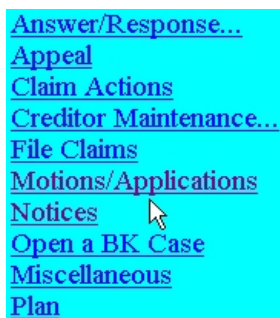 Answer/Response...
Appeal
Claim Actions
Creditor Maintenance...
File Claims
Motions/Applications
Notices
Open a BK Case
Miscellaneous
Plan